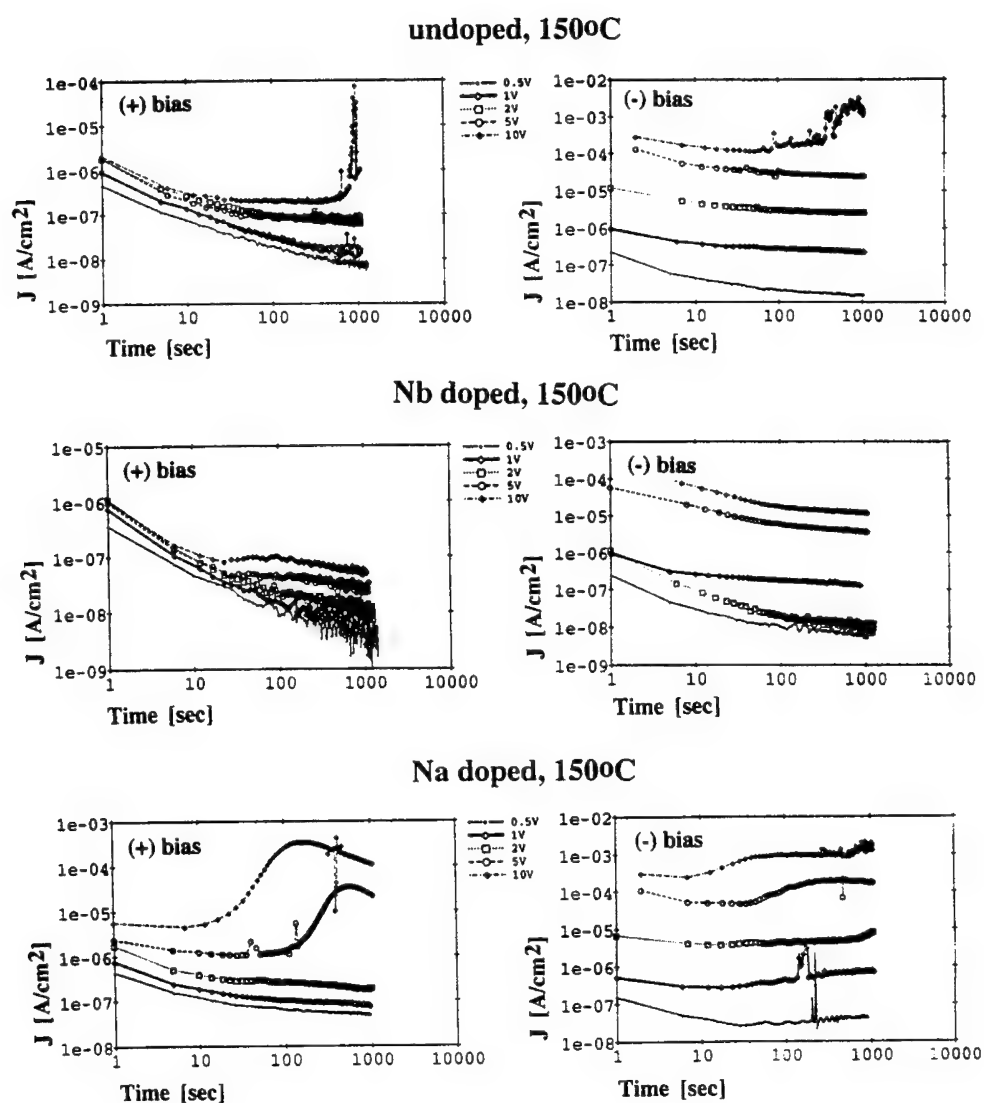 undoped, 150oC
(+) bias
J [A/cm2]
1e-04
1e-05
1e-06
1e-07
1e-08
1e-09
1 10 100 1000 10000
Time [sec]
0.5V
1V
2V
5V
10V
(-) bias
J [A/cm2]
1e-02
1e-03
1e-04
1e-05
1e-06
1e-07
1e-08
1 10 100 1000 10000
Time [sec]
Nb doped, 150oC
(+) bias
J [A/cm2]
1e-05
1e-06
1e-07
1e-08
1e-09
1 10 100 1000 10000
Time [sec]
0.5V
1V
2V
5V
10V
(-) bias
J [A/cm2]
1e-03
1e-04
1e-05
1e-06
1e-07
1e-08
1e-09
1 10 100 1000 10000
Time [sec]
Na doped, 150oC
(+) bias
J [A/cm2]
1e-03
1e-04
1e-05
1e-06
1e-07
1e-08
1 10 100 1000 10000
Time [sec]
0.5V
1V
2V
5V
10V
(-) bias
J [A/cm2]
1e-02
1e-03
1e-04
1e-05
1e-06
1e-07
1e-08
1 10 100 1000 10000
Time [sec]